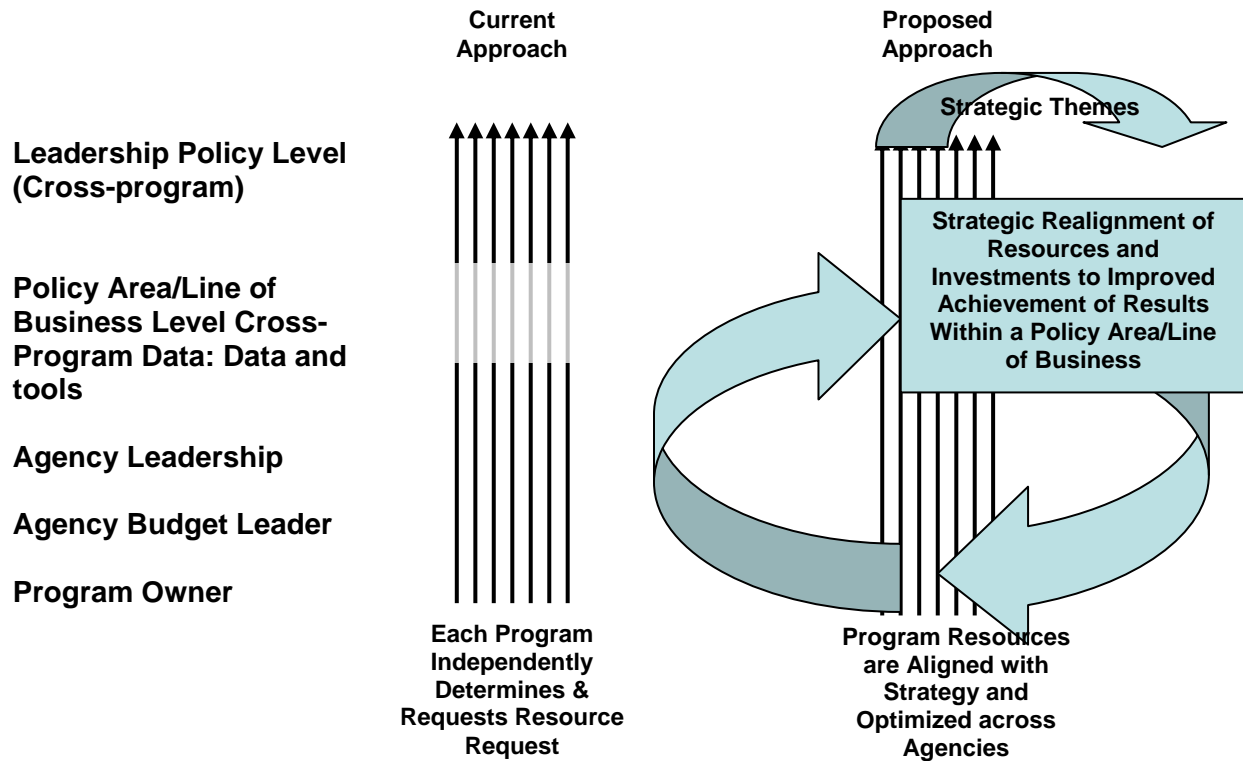 Current
Approach
Proposed
Approach
Strategic Themes
Leadership Policy Level
(Cross-program)
Strategic Realignment of
Resources and
Investments to Improved
Achievement of Results
Within a Policy Area/Line
of Business
Policy Area/Line of
Business Level Cross-
Program Data: Data and
tools
Agency Leadership
Agency Budget Leader
Program Owner
Each Program
Independently
Determines &
Requests Resource
Request
Program Resources
are Aligned with
Strategy and
Optimized across
Agencies